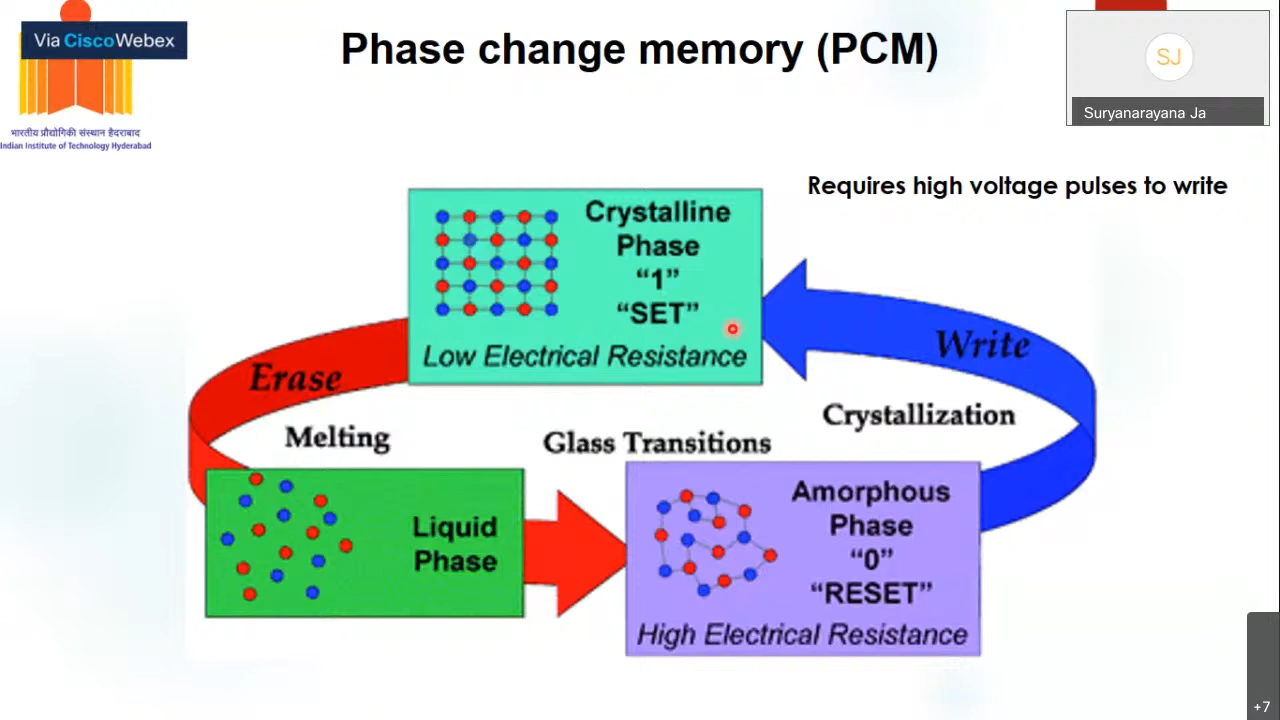 Via Cisco Webex
Phase change memory (PCM)
SJ
Suryanarayana Ja
भारतीय प्रौद्योगिकी संस्थान हैदराबाद
Indian Institute of Technology Hyderabad
Requires high voltage pulses to write
Crystalline
Phase
“1”
“SET”
Low Electrical Resistance
Erase
Write
Melting
Glass Transitions
Crystallization
Liquid
Phase
Amorphous
Phase
“0”
“RESET”
High Electrical Resistance
+7